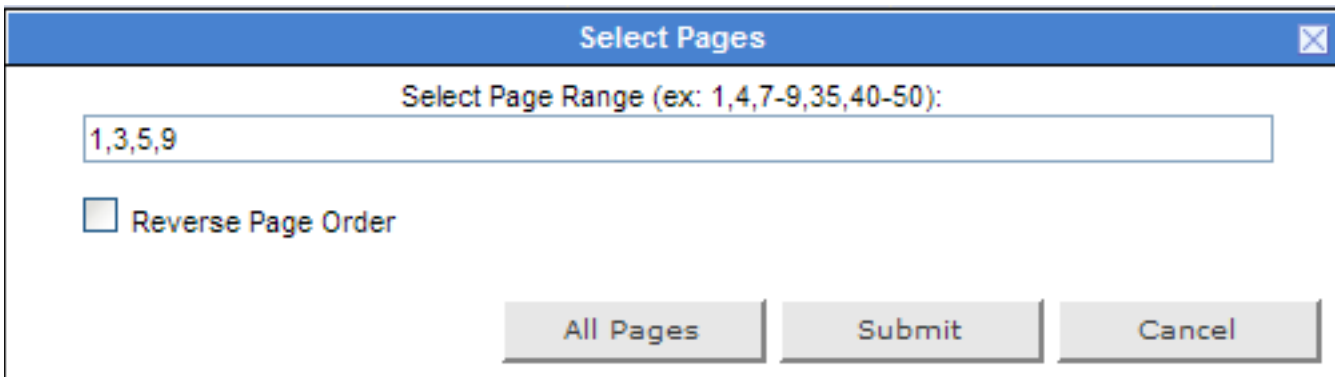 Select Pages
Select Page Range (ex: 1,4,7-9,35,40-50):
1,3,5,9
Reverse Page Order
All Pages Submit Cancel